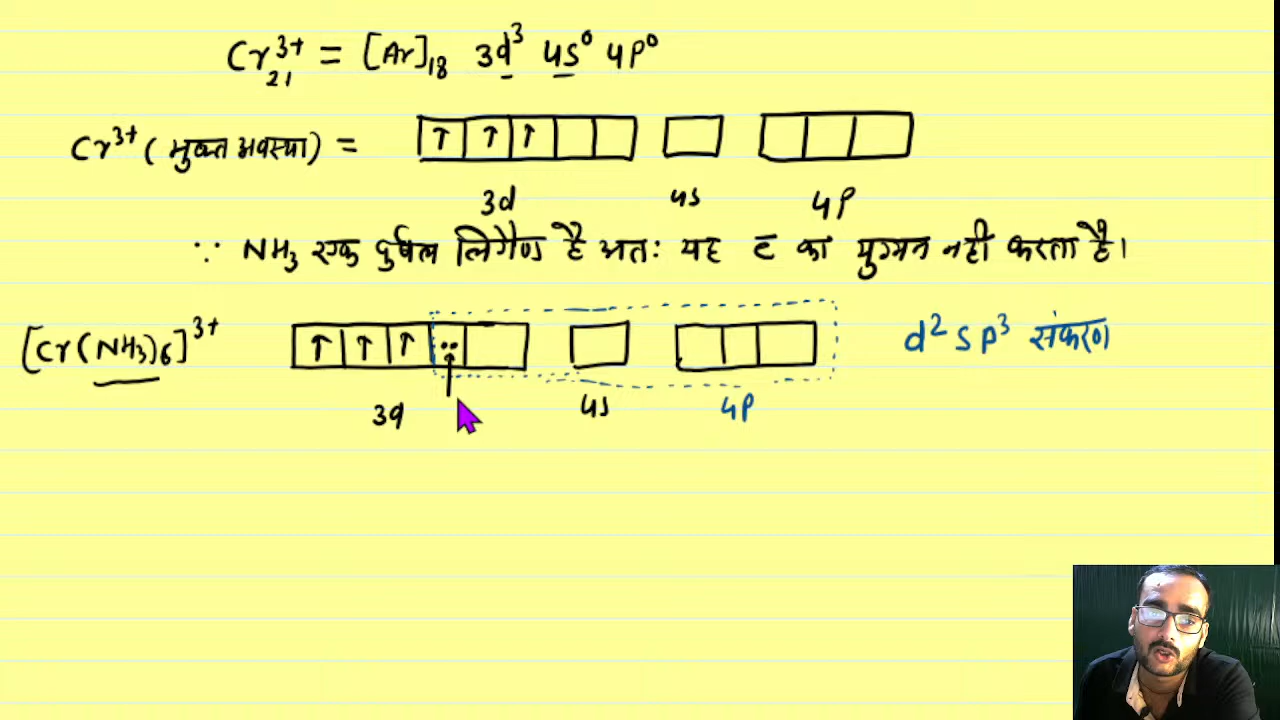 Cr³⁺ = [Ar]₁₈ 3d³ 4s⁰ 4p⁰
21
Cr³⁺ (मुक्त अवस्था) = ↑ ↑ ↑
3d 4s 4p
∵ NH₃ एक दुर्बल लिगैण्ड है अतः यह e̅ का युग्मन नही करता है।
[Cr(NH₃)₆]³⁺ ↑ ↑ ↑ •• d²sp³ संकरण
3d 4s 4p